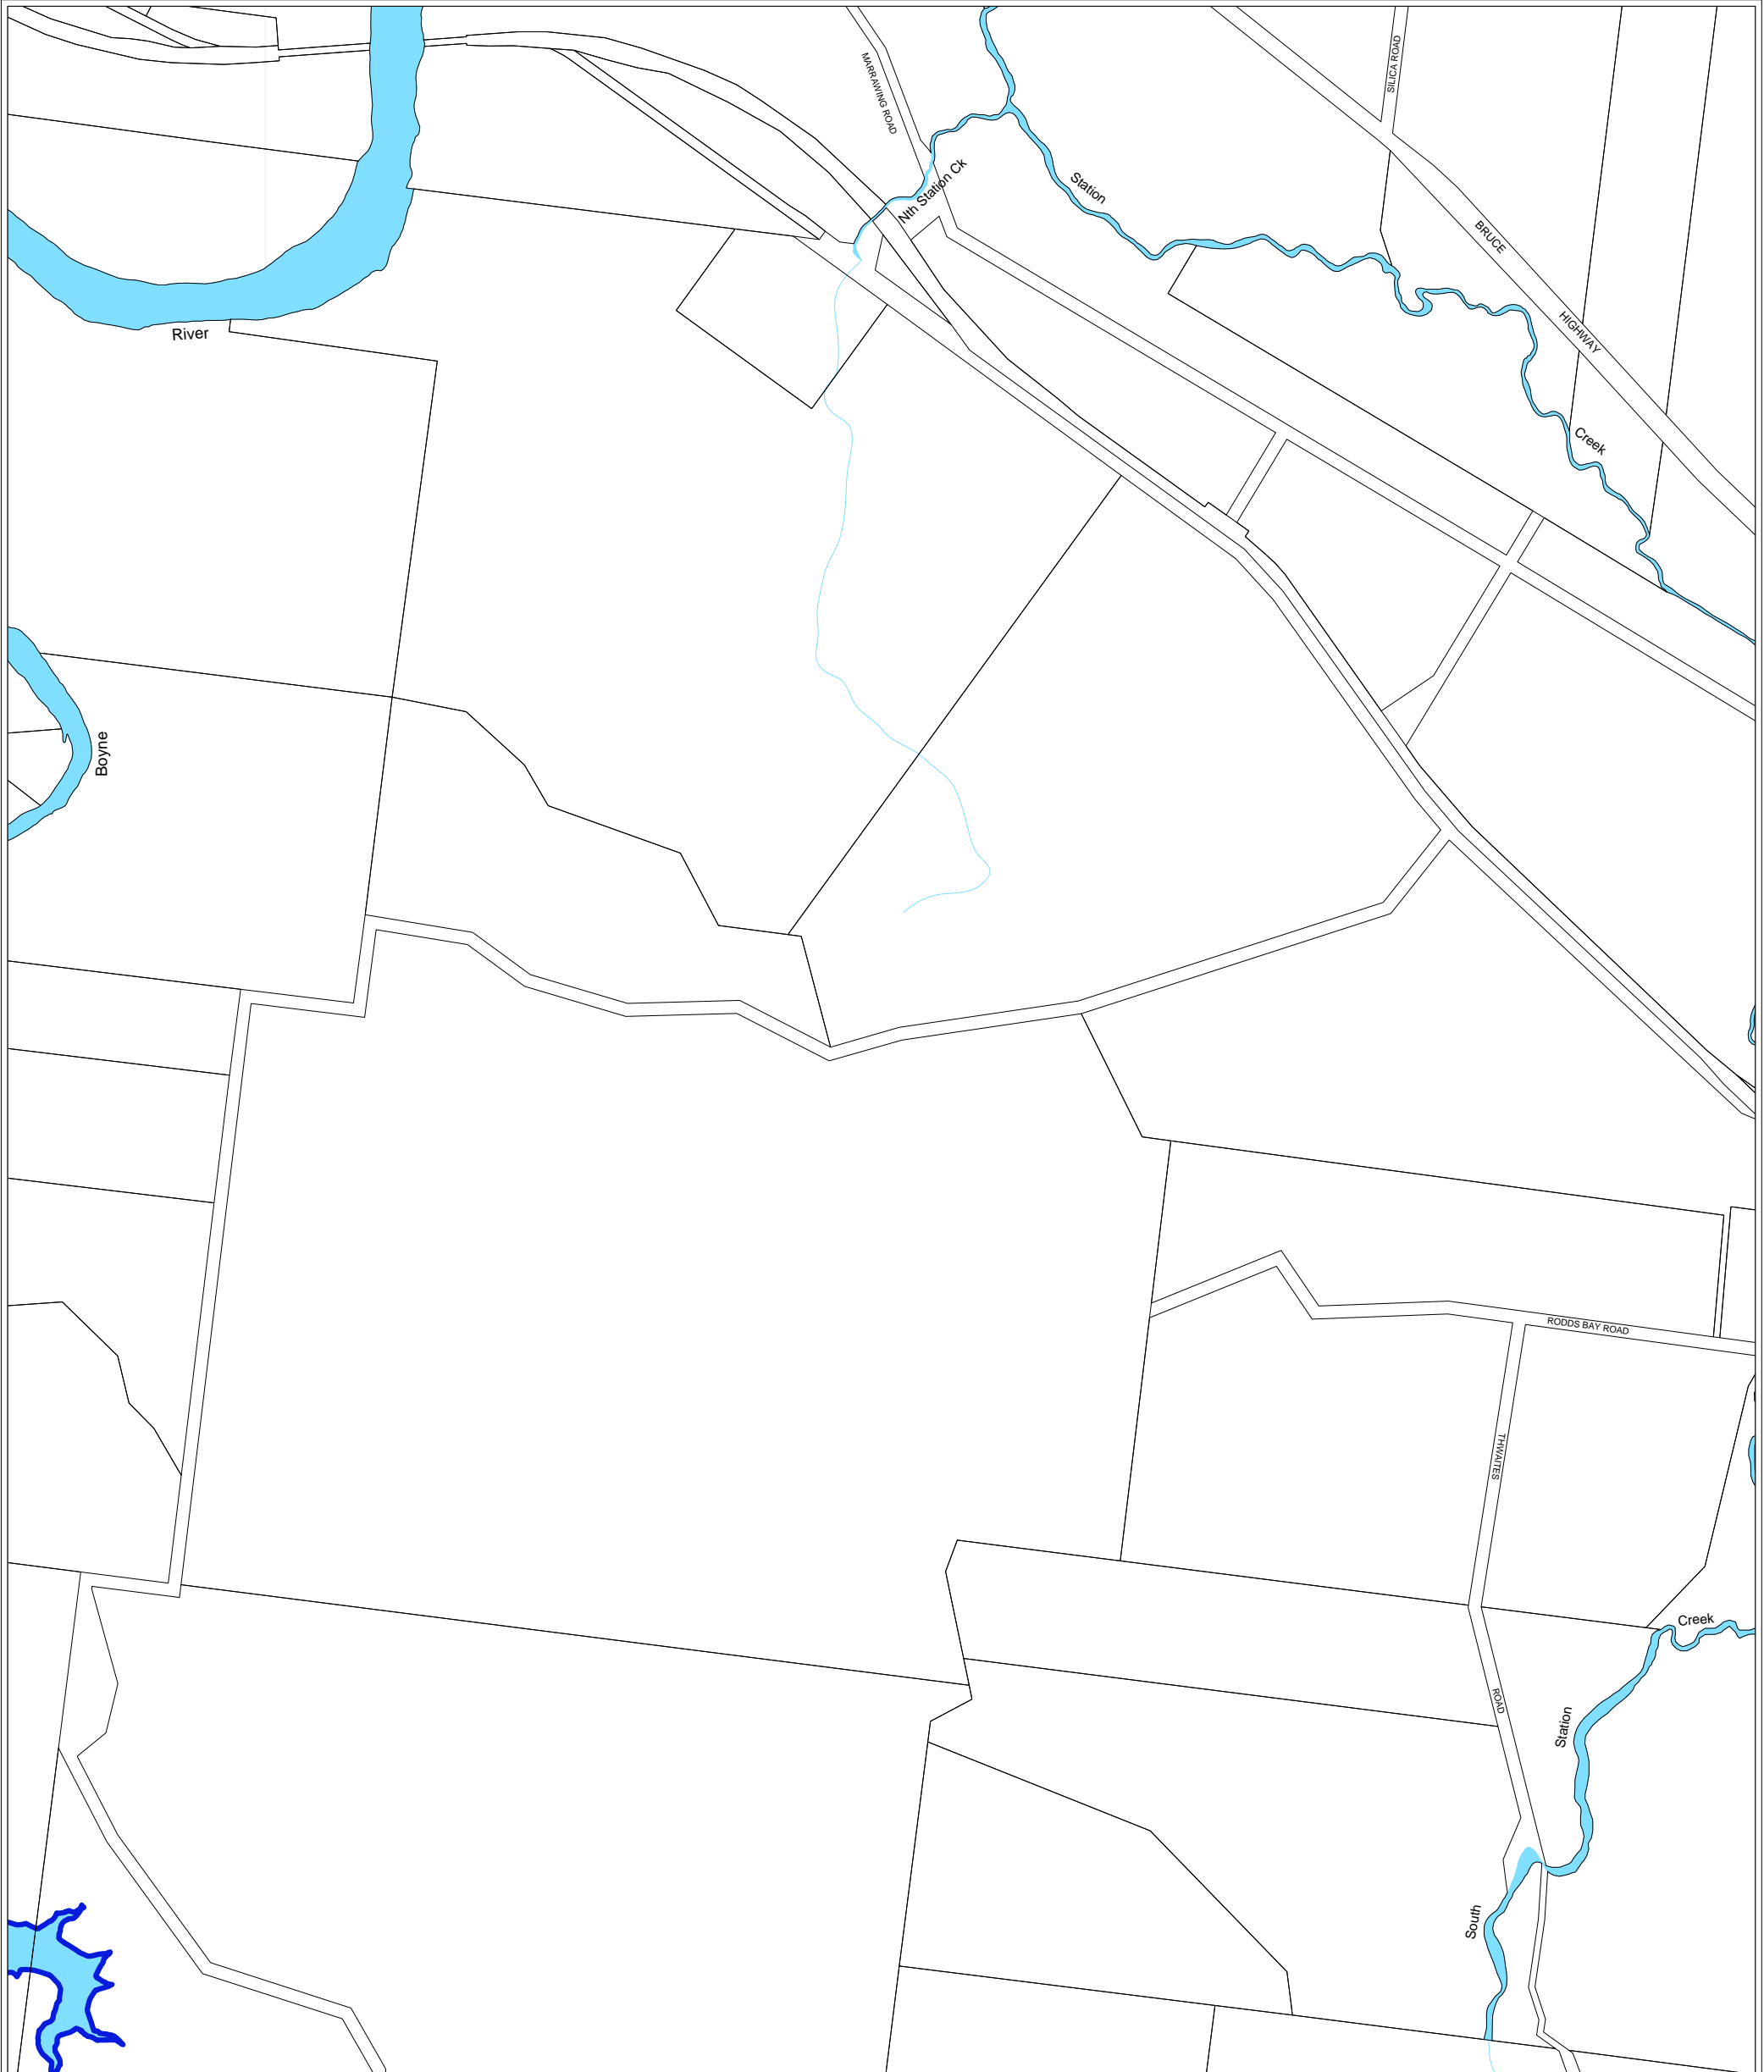 MARRAWING ROAD
SILICA ROAD
Nth Station Ck
Station
BRUCE
HIGHWAY
River
Creek
Boyne
RODDS BAY ROAD
THWAITES
Creek
ROAD
Station
South